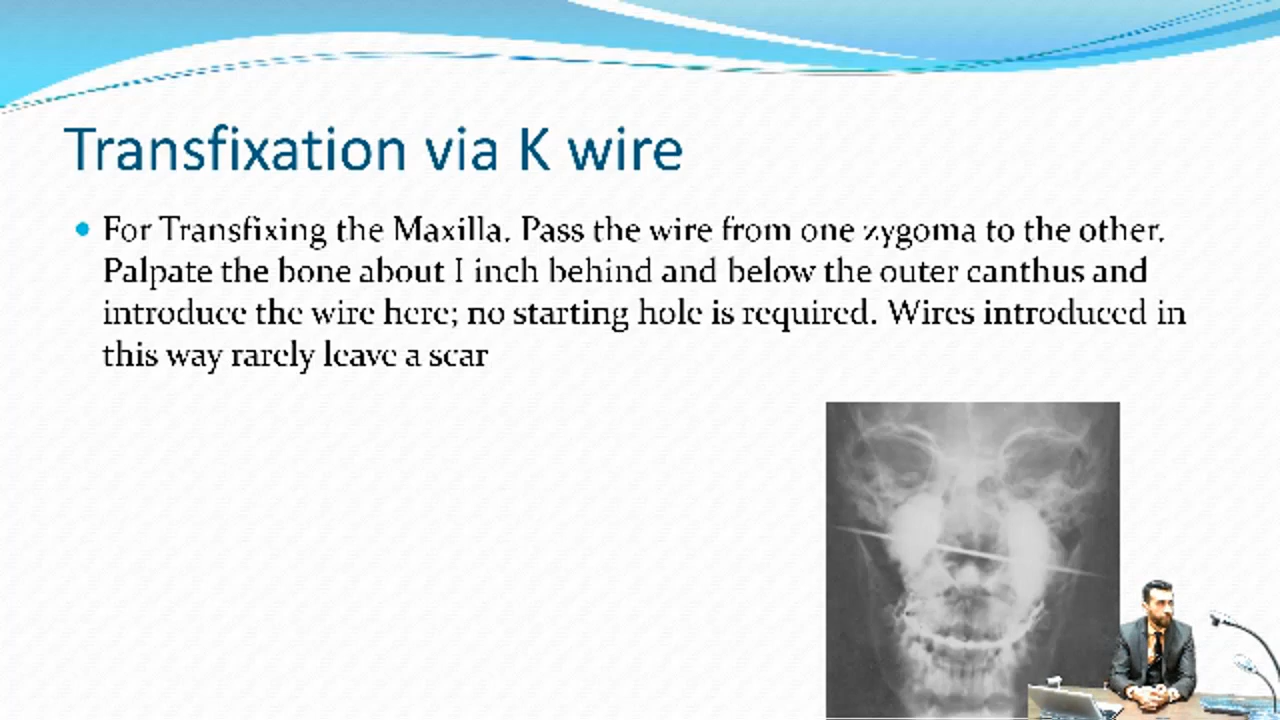 Transfixation via K wire
For Transfixing the Maxilla. Pass the wire from one zygoma to the other.
Palpate the bone about I inch behind and below the outer canthus and
introduce the wire here; no starting hole is required. Wires introduced in
this way rarely leave a scar